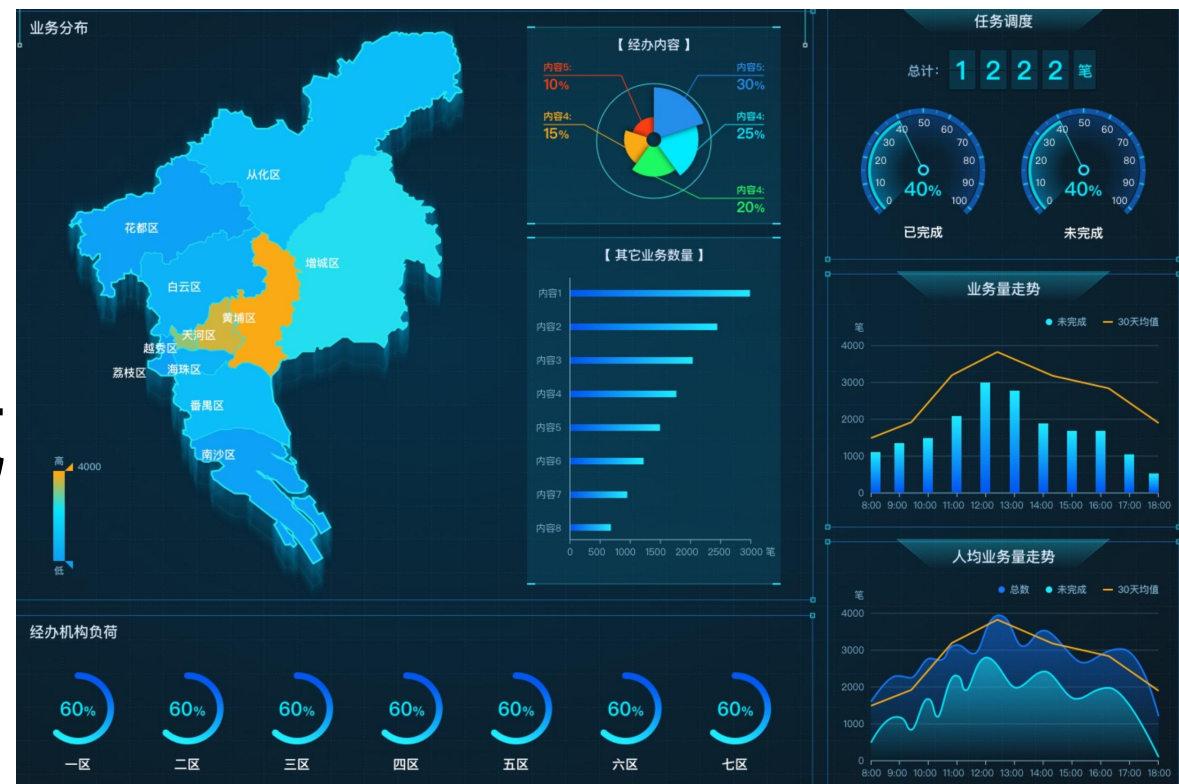 业务分布
从化区
花都区
增城区
白云区
黄埔区
天河区
越秀区
荔枝区
海珠区
番禺区
南沙区
高
4000
低
【 经办内容 】
内容5:
10%
内容5:
30%
内容4:
15%
内容4:
25%
内容4:
20%
【 其它业务数量 】
内容1
内容2
内容3
内容4
内容5
内容6
内容7
内容8
0 500 1000 1500 2000 2500 3000 笔
任务调度
总计: 1 2 2 2 笔
0 10 20 30 40 50 60 70 80 90 100
40%
已完成
0 10 20 30 40 50 60 70 80 90 100
40%
未完成
业务量走势
未完成 30天均值
笔
4000
3000
2000
1000
0
8:00 9:00 10:00 11:00 12:00 13:00 14:00 15:00 16:00 17:00 18:00
人均业务量走势
总数 未完成 30天均值
笔
4000
3000
2000
1000
0
8:00 9:00 10:00 11:00 12:00 13:00 14:00 15:00 16:00 17:00 18:00
经办机构负荷
60% 60% 60% 60% 60% 60% 60%
一区 二区 三区 四区 五区 六区 七区